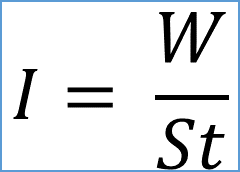 I = W/St